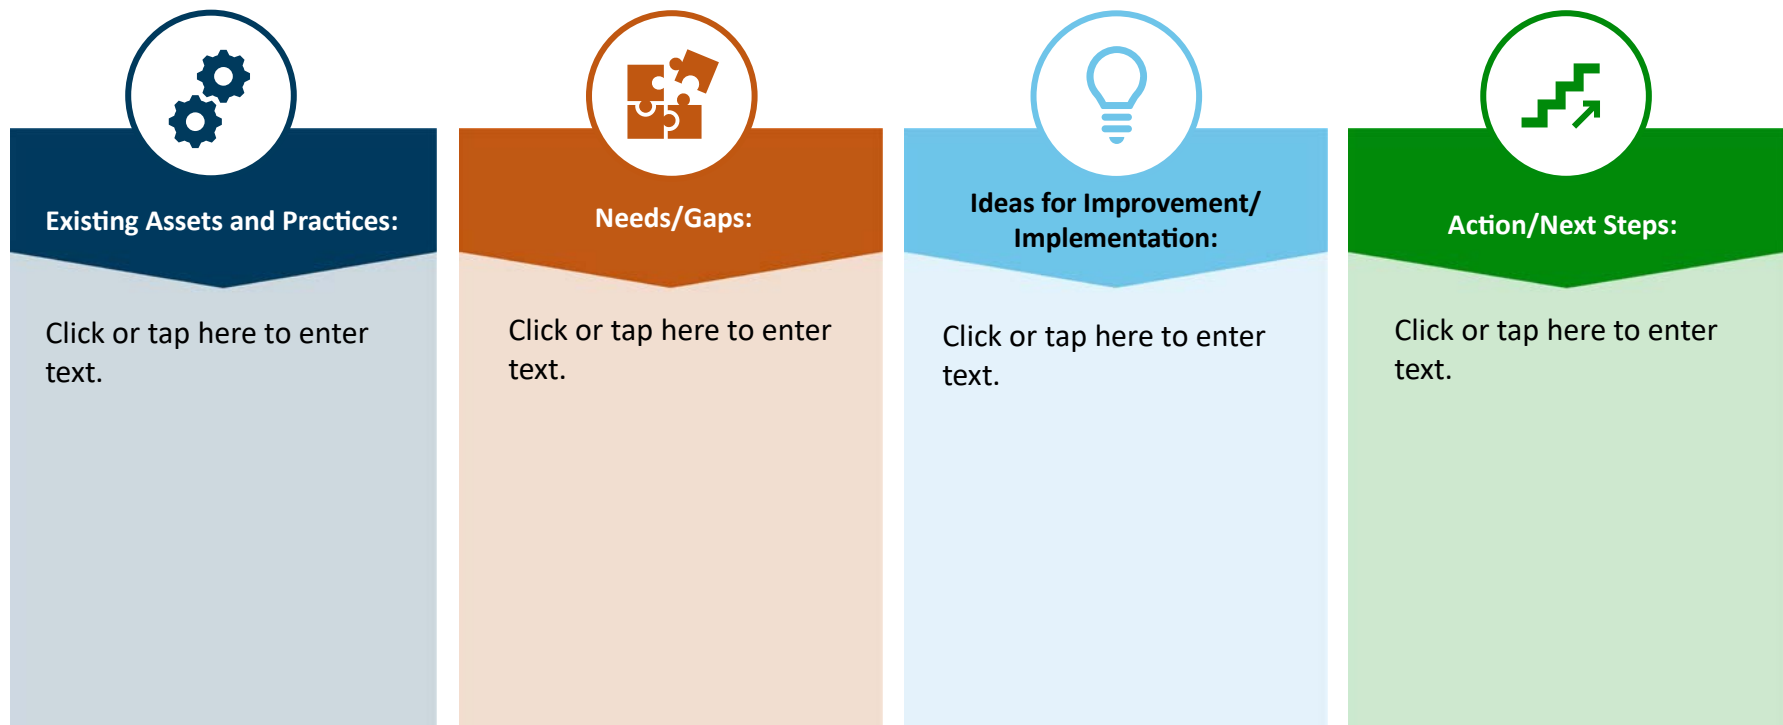 Existing Assets and Practices:
Click or tap here to enter
text.
Needs/Gaps:
Click or tap here to enter
text.
Ideas for Improvement/
Implementation:
Click or tap here to enter
text.
Action/Next Steps:
Click or tap here to enter
text.